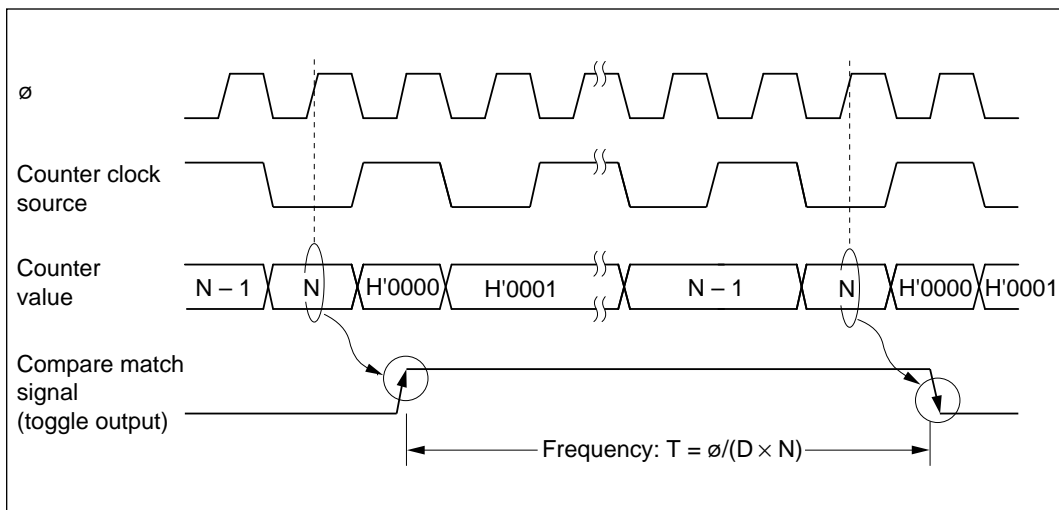 ø
Counter clock
source
Counter
value
N – 1
N
H'0000
H'0001
N – 1
N
H'0000
H'0001
Compare match
signal
(toggle output)
Frequency: T = ø/(D × N)